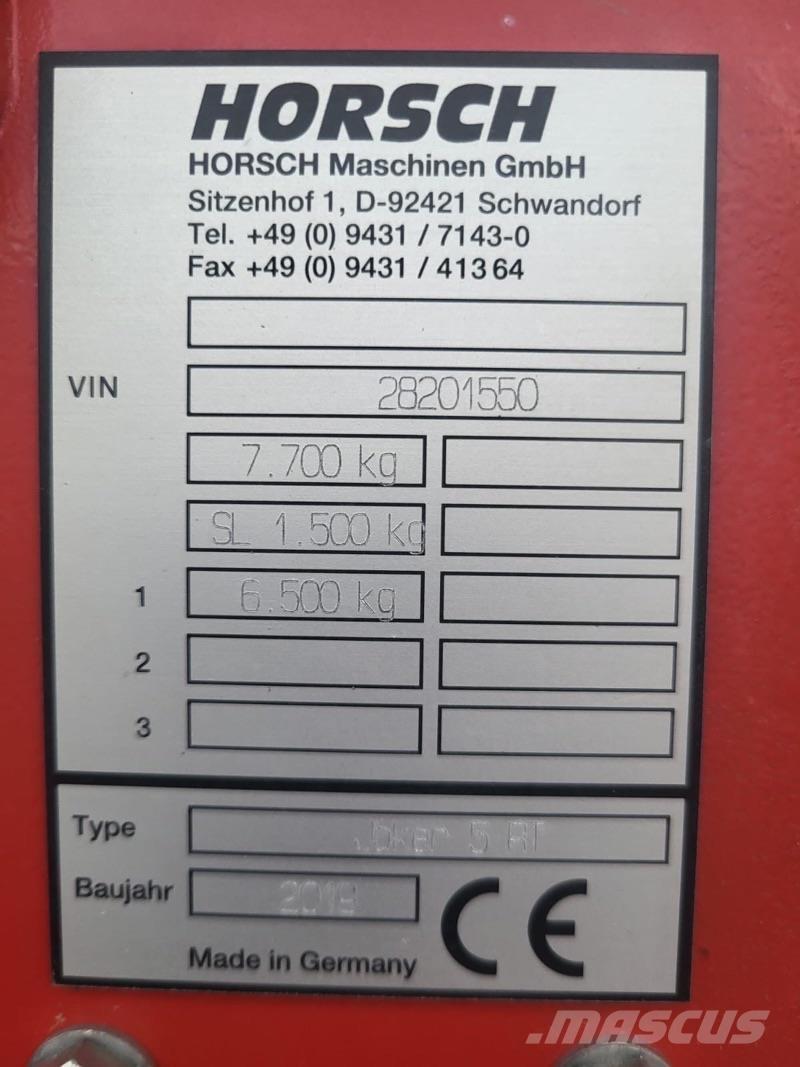 HORSCH
HORSCH Maschinen GmbH
Sitzenhof 1, D-92421 Schwandorf
Tel. +49 (0) 9431 / 7143-0
Fax +49 (0) 9431 / 41364
VIN 28201550
7.700 kg
SL 1.500 kg
1 6.500 kg
2
3
Type Joker 5 RT
Baujahr 2019
Made in Germany CE
MASCUS